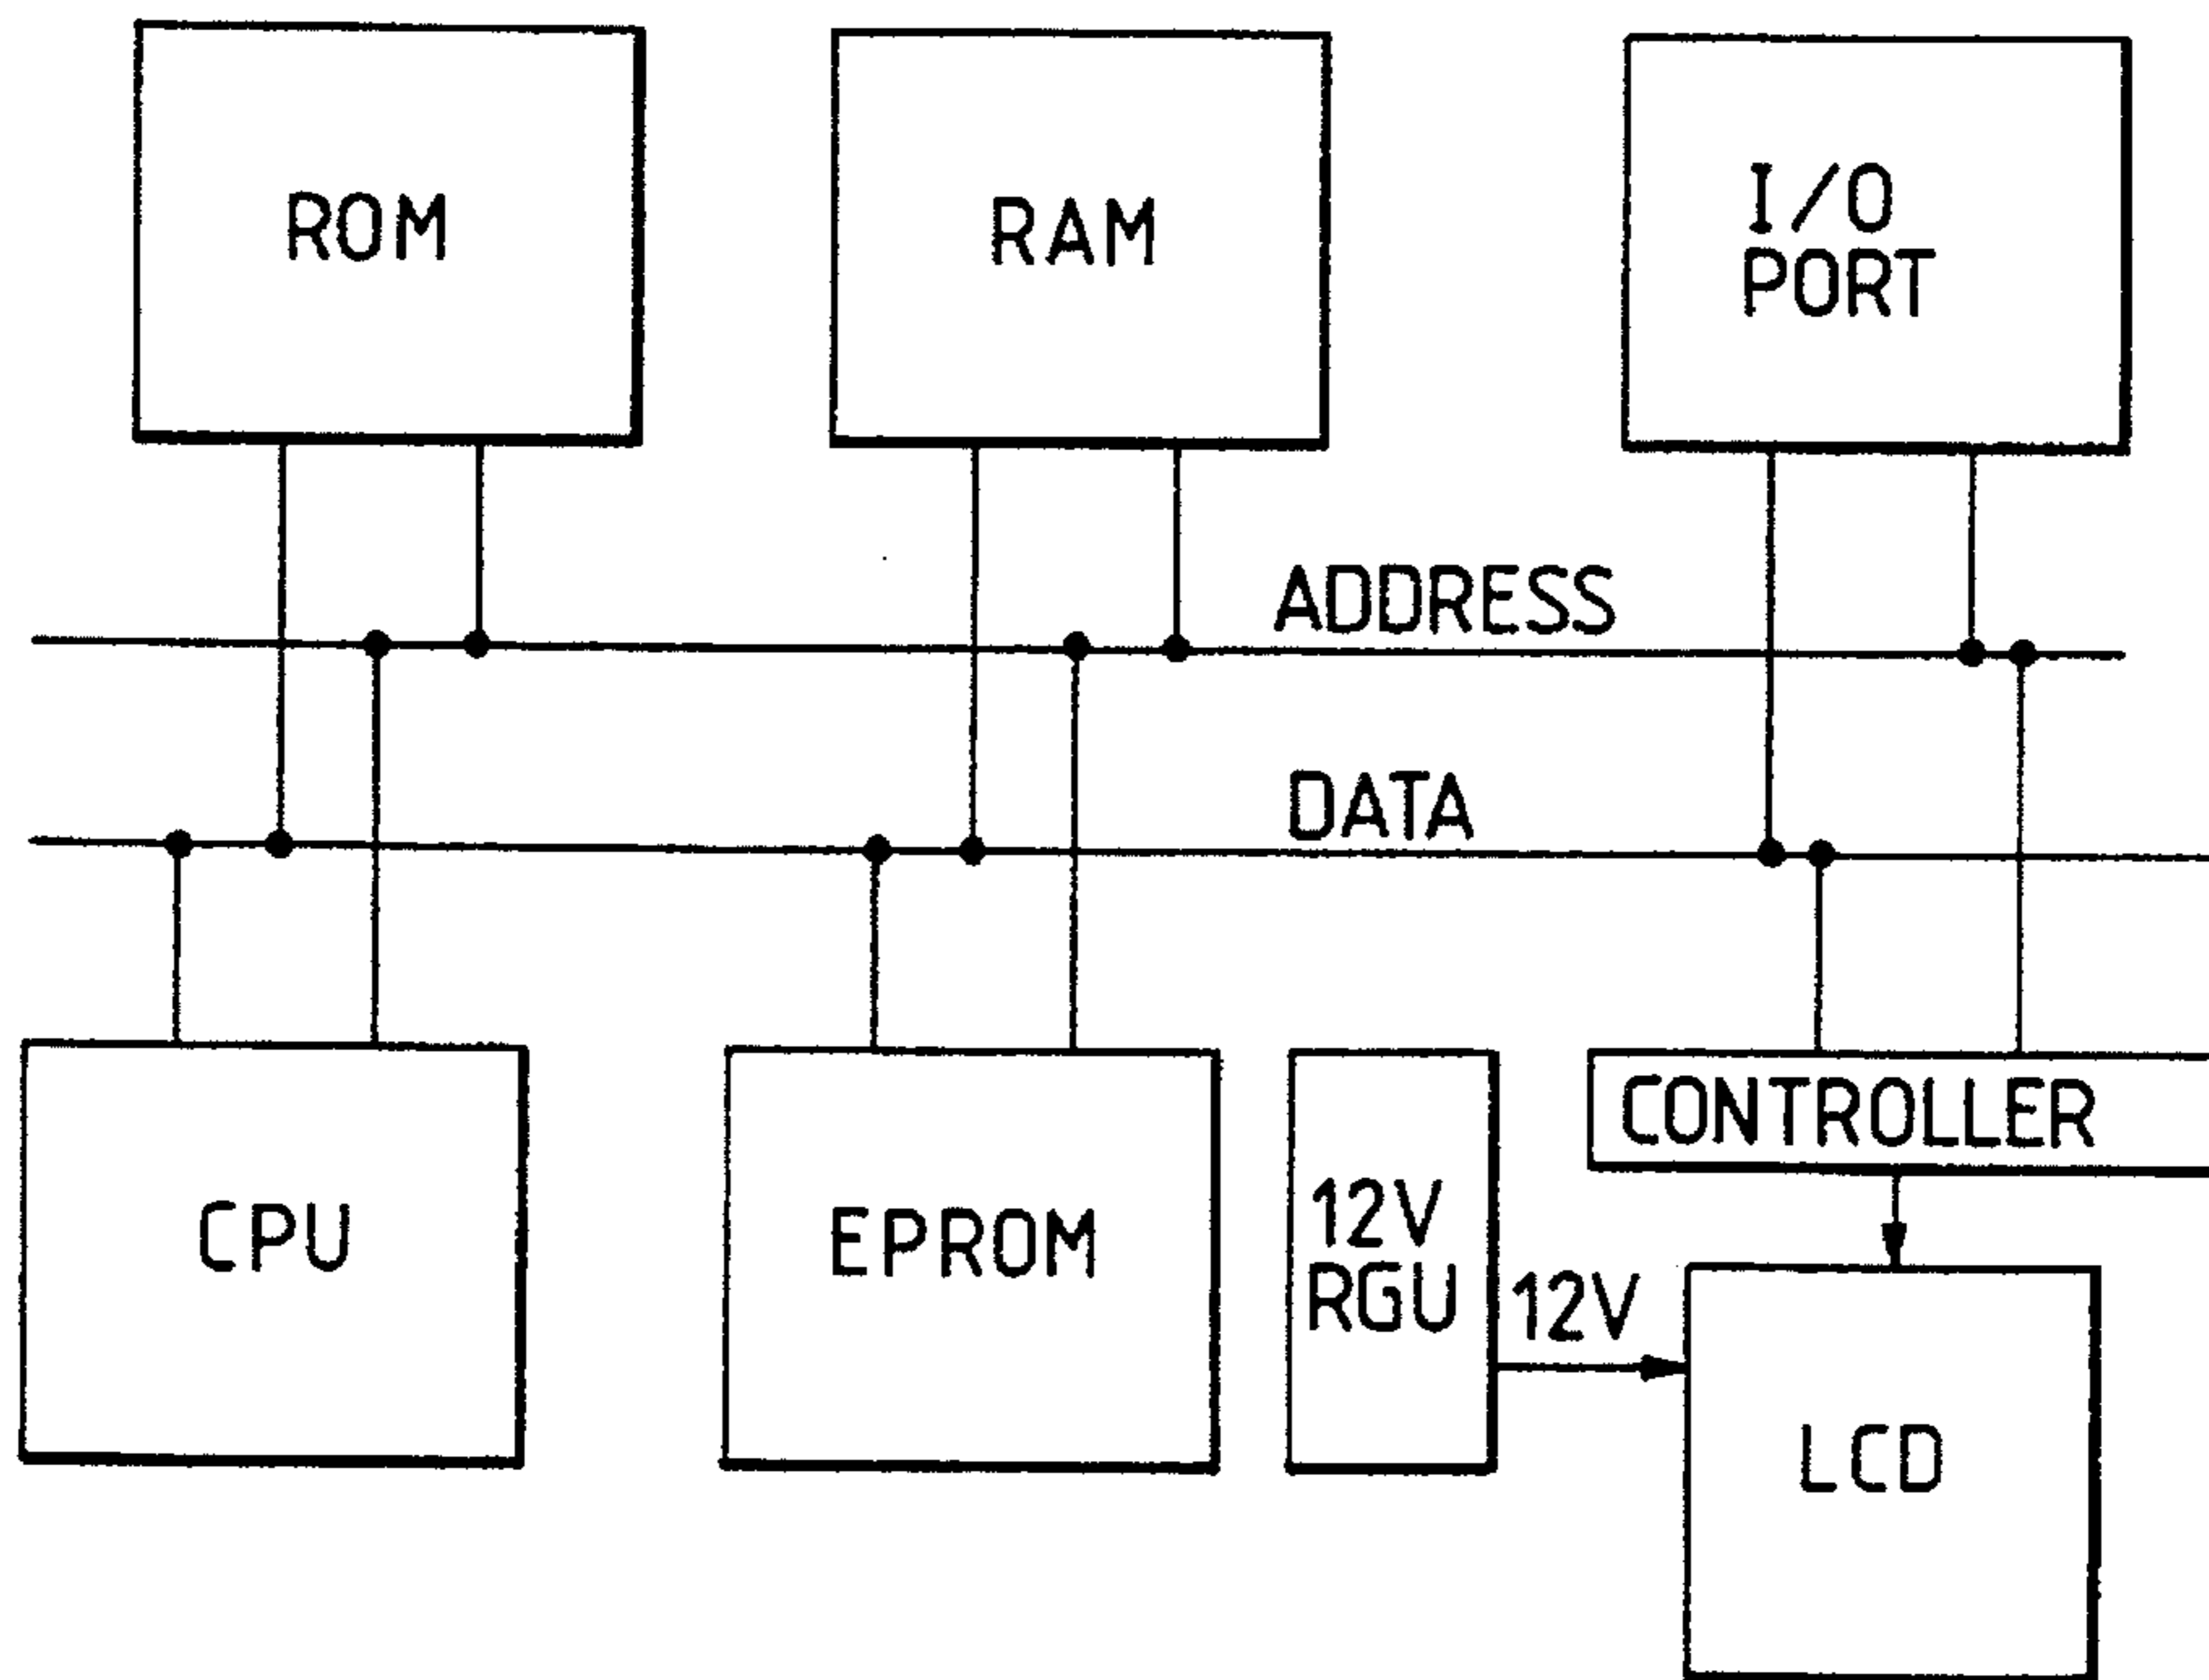 ROM
RAM
I/O
PORT
ADDRESS
DATA
CPU
EPROM
12V
RGU
12V
CONTROLLER
LCD